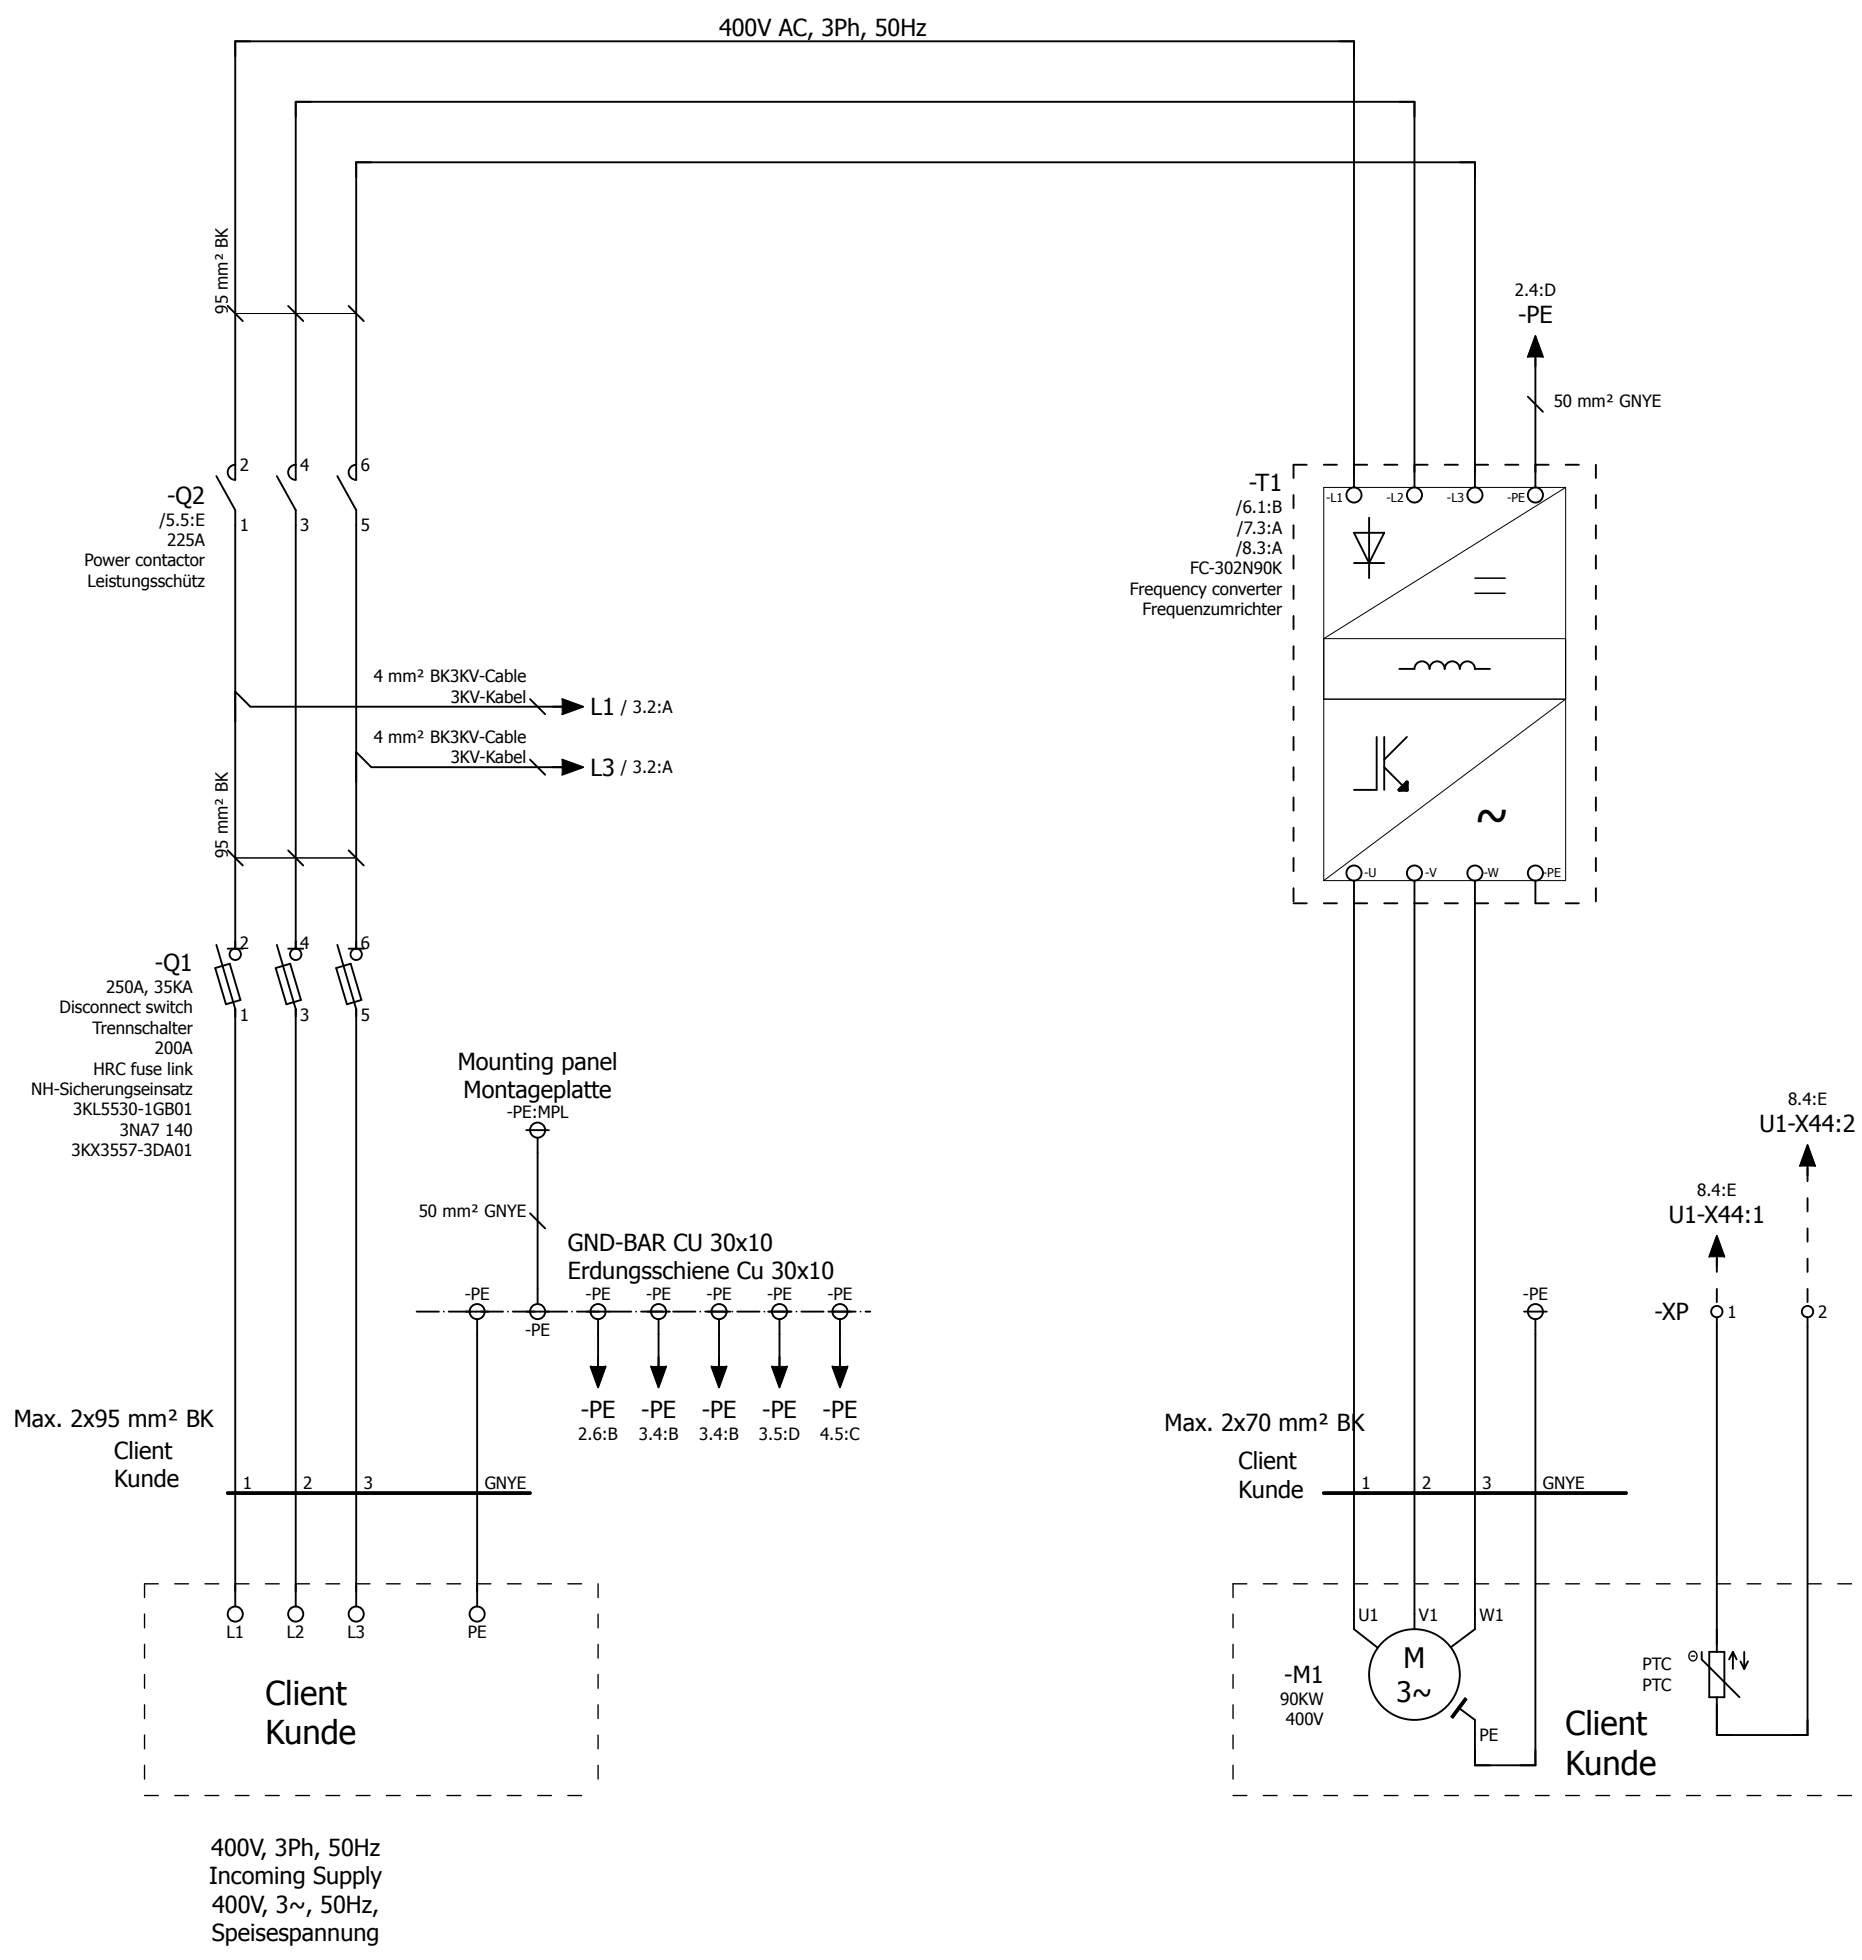 400V AC, 3Ph, 50Hz
95 mm² BK
2.4:D
-PE
50 mm² GNYE
2 4 6
-Q2
/5.5:E
225A
Power contactor
Leistungsschütz
1 3 5
-T1
/6.1:B
/7.3:A
/8.3:A
FC-302N90K
Frequency converter
Frequenzumrichter
-L1 -L2 -L3 -PE
~
-U -V -W -PE
4 mm² BK3KV-Cable
3KV-Kabel
L1 / 3.2:A
4 mm² BK3KV-Cable
3KV-Kabel
L3 / 3.2:A
95 mm² BK
2 4 6
-Q1
250A, 35KA
Disconnect switch
Trennschalter
200A
HRC fuse link
NH-Sicherungseinsatz
3KL5530-1GB01
3NA7 140
3KX3557-3DA01
1 3 5
Mounting panel
Montageplatte
-PE:MPL
50 mm² GNYE
GND-BAR CU 30x10
Erdungsschiene Cu 30x10
-PE -PE -PE -PE -PE -PE
-PE
-PE -PE -PE -PE -PE
2.6:B 3.4:B 3.4:B 3.5:D 4.5:C
8.4:E
U1-X44:2
8.4:E
U1-X44:1
-PE
-XP 1 2
Max. 2x95 mm² BK
Client
Kunde
1 2 3 GNYE
Max. 2x70 mm² BK
Client
Kunde
1 2 3 GNYE
L1 L2 L3 PE
Client
Kunde
U1 V1 W1
M
3~
-M1
90KW
400V
PE
PTC
PTC
Θ
Client
Kunde
400V, 3Ph, 50Hz
Incoming Supply
400V, 3~, 50Hz,
Speisespannung